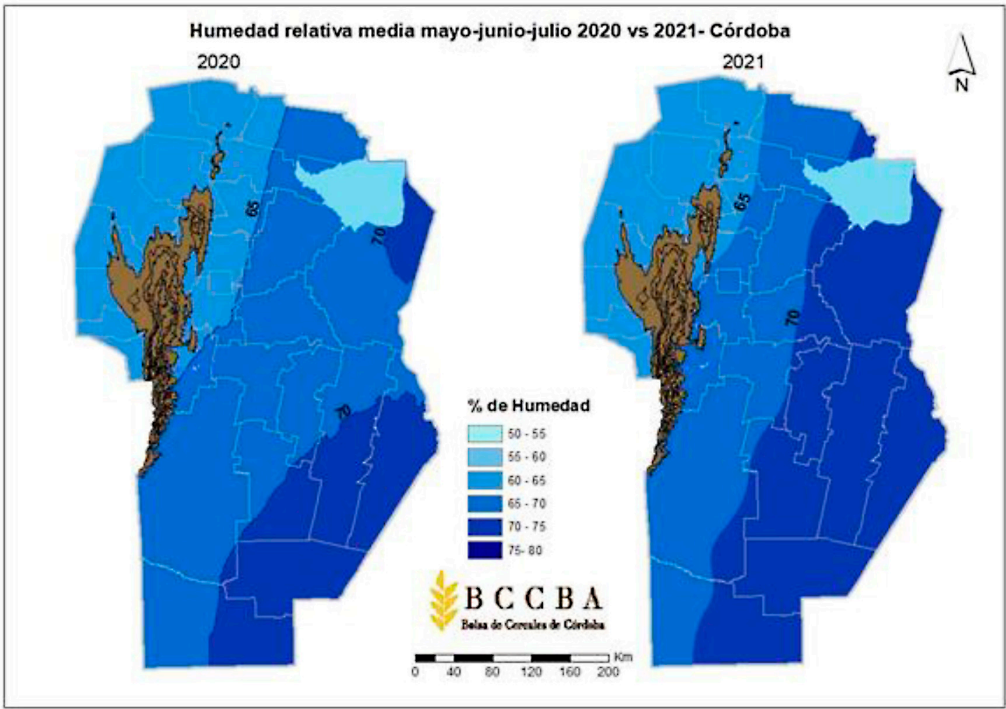 Humedad relativa media mayo-junio-julio 2020 vs 2021- Córdoba
2020
2021
N
65
70
70
65
70
% de Humedad
50 - 55
55 - 60
60 - 65
65 - 70
70 - 75
75- 80
BCCBA
Bolsa de Cereales de Córdoba
Km
0 40 80 120 160 200